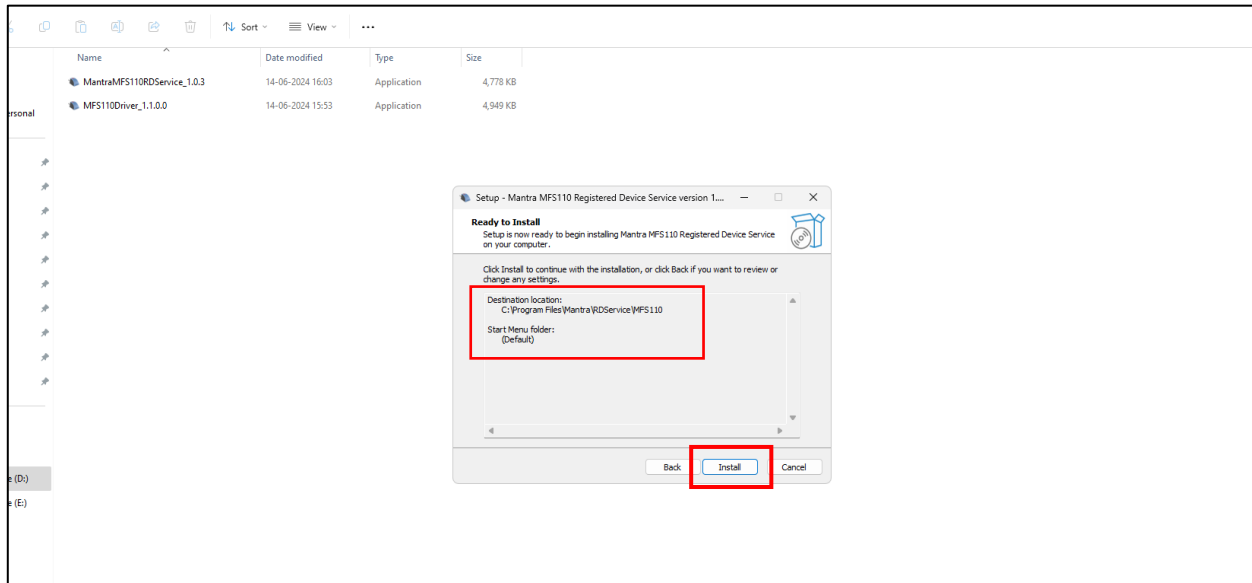 Sort
View
Name Date modified Type Size
MantraMFS110RDService_1.0.3 14-06-2024 16:03 Application 4,778 KB
MFS110Driver_1.1.0.0 14-06-2024 15:53 Application 4,949 KB
ersonal
Setup - Mantra MFS110 Registered Device Service version 1....
Ready to Install
Setup is now ready to begin installing Mantra MFS110 Registered Device Service
on your computer.
Click Install to continue with the installation, or click Back if you want to review or
change any settings.
Destination location:
C:\Program Files\Mantra\RDService\MFS110
Start Menu folder:
(Default)
Back Install Cancel
e (D:)
e (E:)